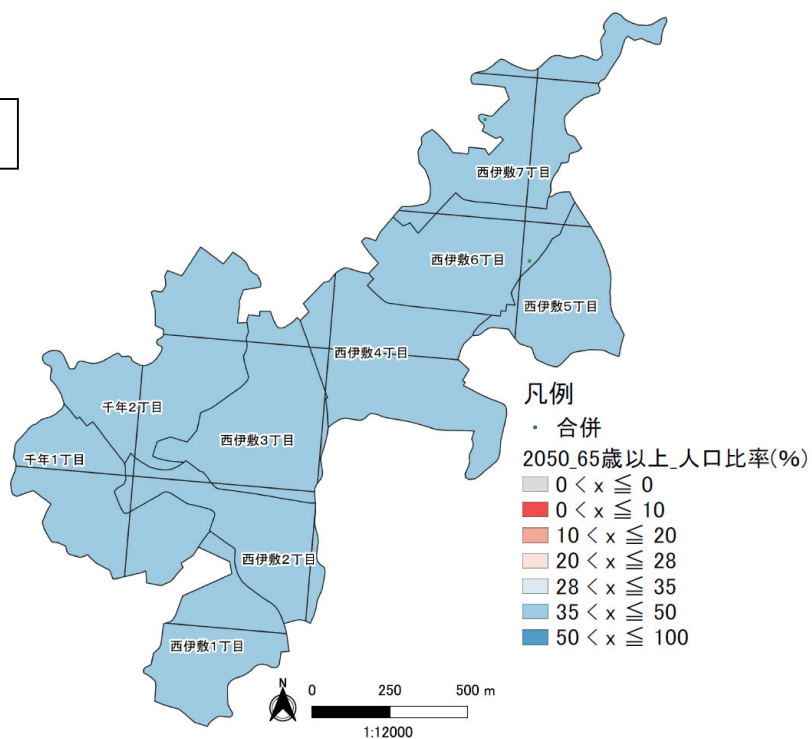 西伊敷7丁目
西伊敷6丁目
西伊敷5丁目
西伊敷4丁目
千年2丁目
西伊敷3丁目
千年1丁目
西伊敷2丁目
西伊敷1丁目
凡例
合併
2050_65歳以上_人口比率(%)
0 < x ≦ 0
0 < x ≦ 10
10 < x ≦ 20
20 < x ≦ 28
28 < x ≦ 35
35 < x ≦ 50
50 < x ≦ 100
N
0 250 500 m
1:12000